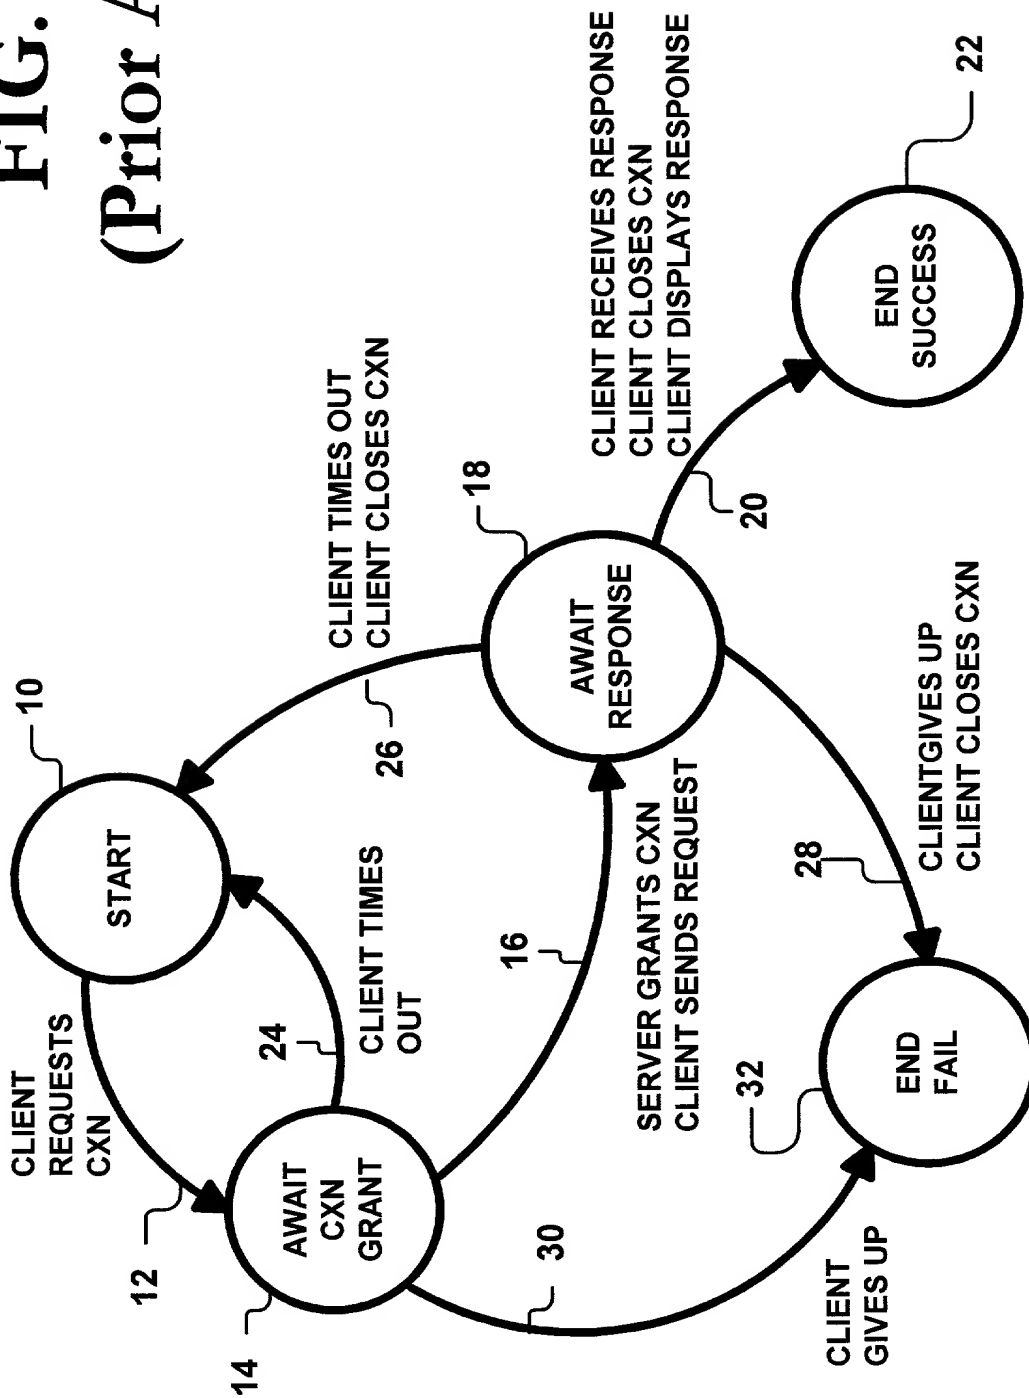 FIG.
(Prior A
10
START
CLIENT
REQUESTS
CXN
12
14
AWAIT
CXN
GRANT
24
CLIENT TIMES
OUT
CLIENT TIMES OUT
CLIENT CLOSES CXN
26
16
SERVER GRANTS CXN
CLIENT SENDS REQUEST
18
AWAIT
RESPONSE
CLIENT RECEIVES RESPONSE
CLIENT CLOSES CXN
CLIENT DISPLAYS RESPONSE
20
22
END
SUCCESS
28
CLIENTGIVES UP
CLIENT CLOSES CXN
30
CLIENT
GIVES UP
32
END
FAIL